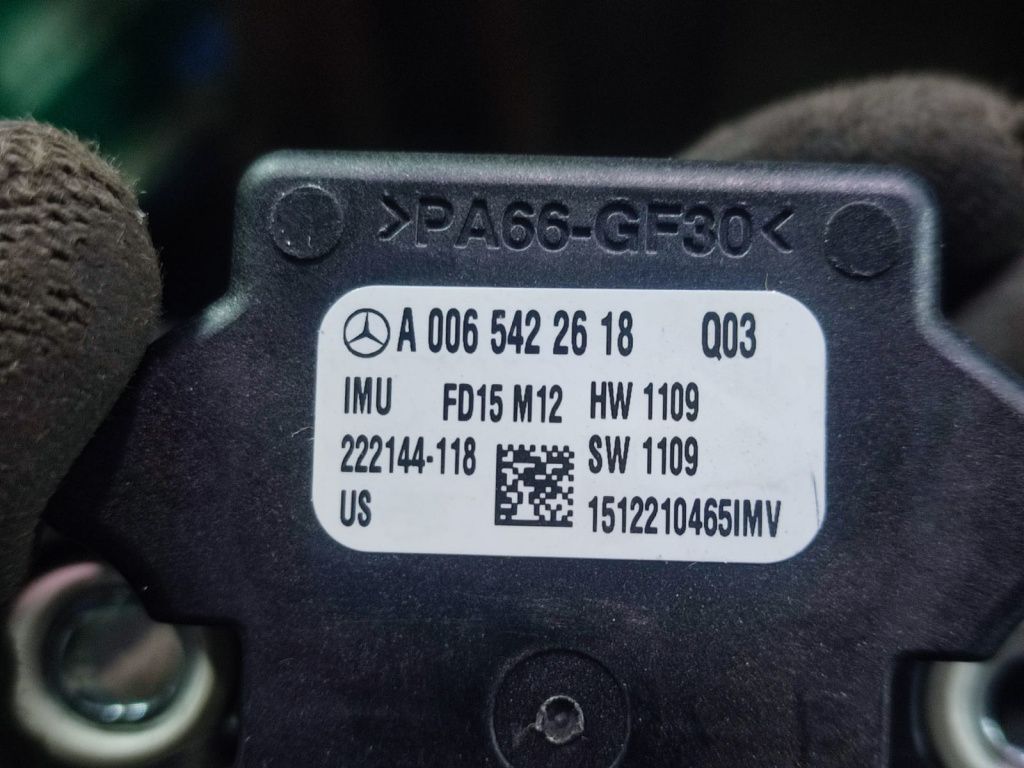 >PA66-GF30<
A 006 542 26 18 Q03
IMU FD15 M12 HW 1109
222144-118 SW 1109
US 1512210465IMV